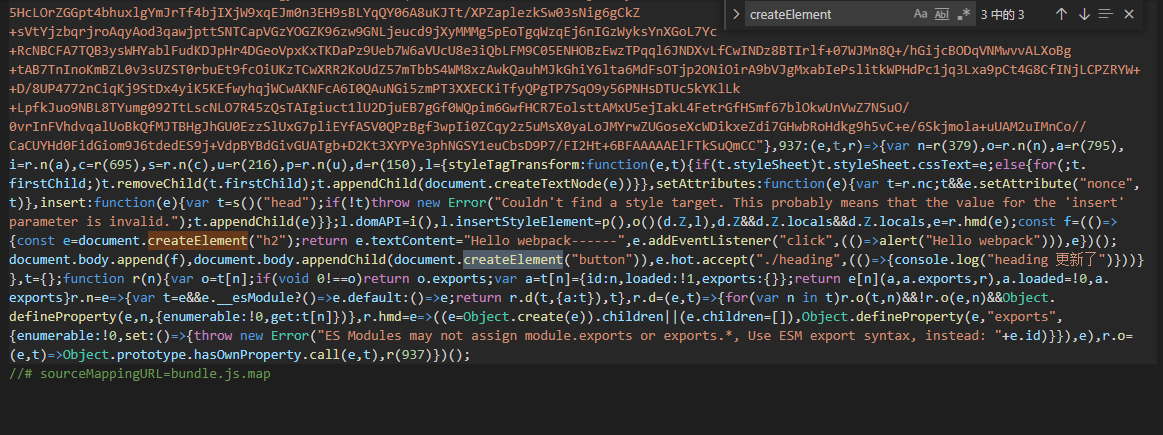 createElement
Aa
Abl
.*
3 中的 3
5HcLOrZGGpt4bhuxlgYmJrTf4bjIXjW9xqEJm0n3EH9sBLYqQY06A8uKJTt/XPZaplezkSw03sNig6gCkZ
+sVtYjzbqrjroAqyAod3qawjpttSNTCapVGzYOGZK96zw9GNLjeucd9jXyMMMg5pEoTgqWzqEj6nIGzWyksYnXGoL7Yc
+RcNBCFA7TQB3ysWHYablFudKDJpHr4DGeoVpxKxTKDaPz9Ueb7W6aVUcU8e3iQbLFM9C05ENHOBzEwzTPqql6JNDXvLfCwINDz8BTIrlf+07WJMn8Q+/hGijcBODqVNMwvvALXoBg
+tAB7TnInoKmBZL0v3sUZST0rbuEt9fcOiUKzTCwXRR2KoUdZ57mTbbS4WM8xzAwkQauhMJkGhiY6lta6MdFsOTjp2ONiOirA9bVJgMxabIePslitkWPHdPc1jq3Lxa9pCt4G8CfINjLCPZRYW+
+D/8UP4772nCiqKj9StDx4yiK5KEfwyhqjWCwAKNFcA6I0QAuNGi5zmPT3XXECKiTfyQPgTP7SqO9y56PNHsDTUc5kYKlLk
+LpfkJuo9NBL8TYumg092TtLscNLO7R45zQsTAIgiuct1lU2DjuEB7gGf0WQpim6GwfHCR7EolsttAMxU5ejIakL4FetrGfHSmf67blOkwUnVwZ7NSuO/
0vrInFVhdvqalUoBkQfMJTBHgJhGU0EzzSlUxG7pliEYfASV0QPzBgf3wpIi0ZCqy2z5uMsX0yaLoJMYrwZUGoseXcWDikxeZdi7GHwbRoHdkg9h5vC+e/6Skjmola+uUAM2uIMnCo//
CaCUYHd0FidGiom9J6tdedES9j+VdpBYBdGivGUATgb+D2Kt3XYPYe3phNGSY1euCbsD9P7/FI2Ht+6BFAAAAAElFTkSuQmCC"},937:(e,t,r)=>{var n=r(379),o=r.n(n),a=r(795),
i=r.n(a),c=r(695),s=r.n(c),u=r(216),p=r.n(u),d=r(150),l={styleTagTransform:function(e,t){if(t.styleSheet)t.styleSheet.cssText=e;else{for(;t.
firstChild;)t.removeChild(t.firstChild);t.appendChild(document.createTextNode(e))}},setAttributes:function(e){var t=r.nc;t&&e.setAttribute("nonce",
t)},insert:function(e){var t=s()("head");if(!t)throw new Error("Couldn't find a style target. This probably means that the value for the 'insert'
parameter is invalid.");t.appendChild(e)}};l.domAPI=i(),l.insertStyleElement=p(),o()(d.Z,l),d.Z&&d.Z.locals&&d.Z.locals,e=r.hmd(e);const f=(()=>
{const e=document.createElement("h2");return e.textContent="Hello webpack------",e.addEventListener("click",(()=>alert("Hello webpack"))),e})();
document.body.append(f),document.body.appendChild(document.createElement("button")),e.hot.accept("./heading",(()=>{console.log("heading 更新了")}))}
},t={};function r(n){var o=t[n];if(void 0!==o)return o.exports;var a=t[n]={id:n,loaded:!1,exports:{}};return e[n](a,a.exports,r),a.loaded=!0,a.
exports}r.n=e=>{var t=e&&e.__esModule?()=>e.default:()=>e;return r.d(t,{a:t}),t},r.d=(e,t)=>{for(var n in t)r.o(t,n)&&!r.o(e,n)&&Object.
defineProperty(e,n,{enumerable:!0,get:t[n]})},r.hmd=e=>((e=Object.create(e)).children||(e.children=[]),Object.defineProperty(e,"exports",
{enumerable:!0,set:()=>{throw new Error("ES Modules may not assign module.exports or exports.*, Use ESM export syntax, instead: "+e.id)}}),e),r.o=
(e,t)=>Object.prototype.hasOwnProperty.call(e,t),r(937)})();
//# sourceMappingURL=bundle.js.map